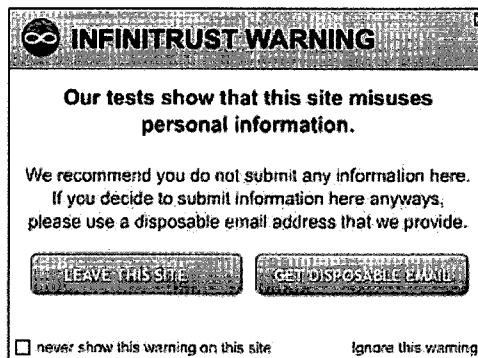 INFINITRUST WARNING
Our tests show that this site misuses
personal information.
We recommend you do not submit any information here.
If you decide to submit information here anyways,
please use a disposable email address that we provide.
LEAVE THIS SITE
GET DISPOSABLE EMAIL
never show this warning on this site
Ignore this warning